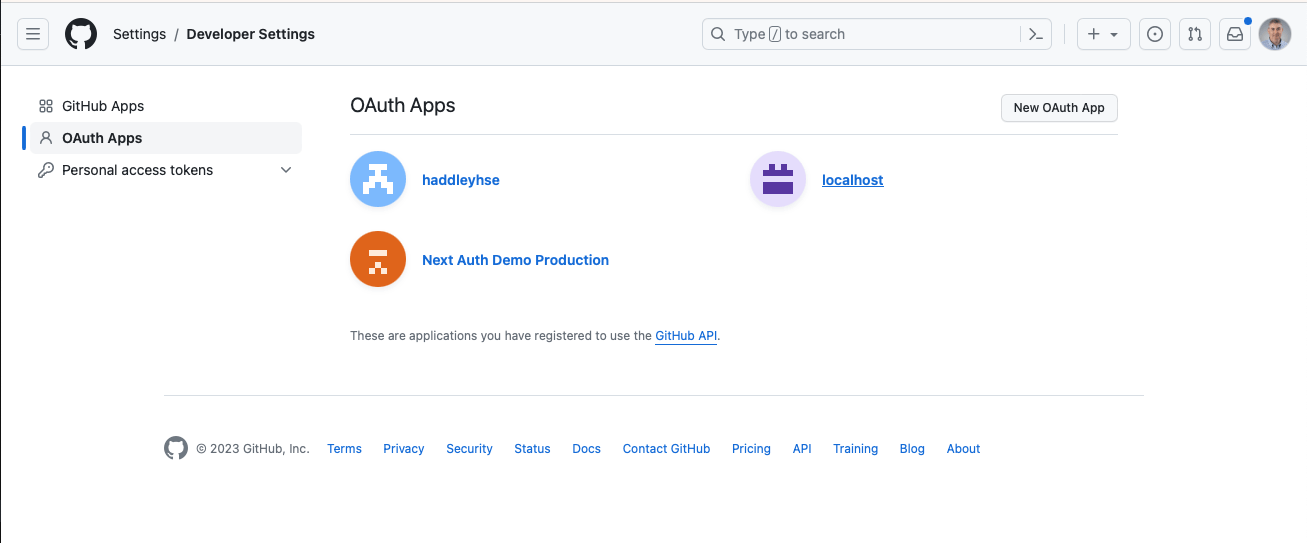 Settings / Developer Settings
Type / to search
GitHub Apps
OAuth Apps
Personal access tokens
OAuth Apps
New OAuth App
haddleyhse
localhost
Next Auth Demo Production
These are applications you have registered to use the GitHub API.
© 2023 GitHub, Inc. Terms Privacy Security Status Docs Contact GitHub Pricing API Training Blog About